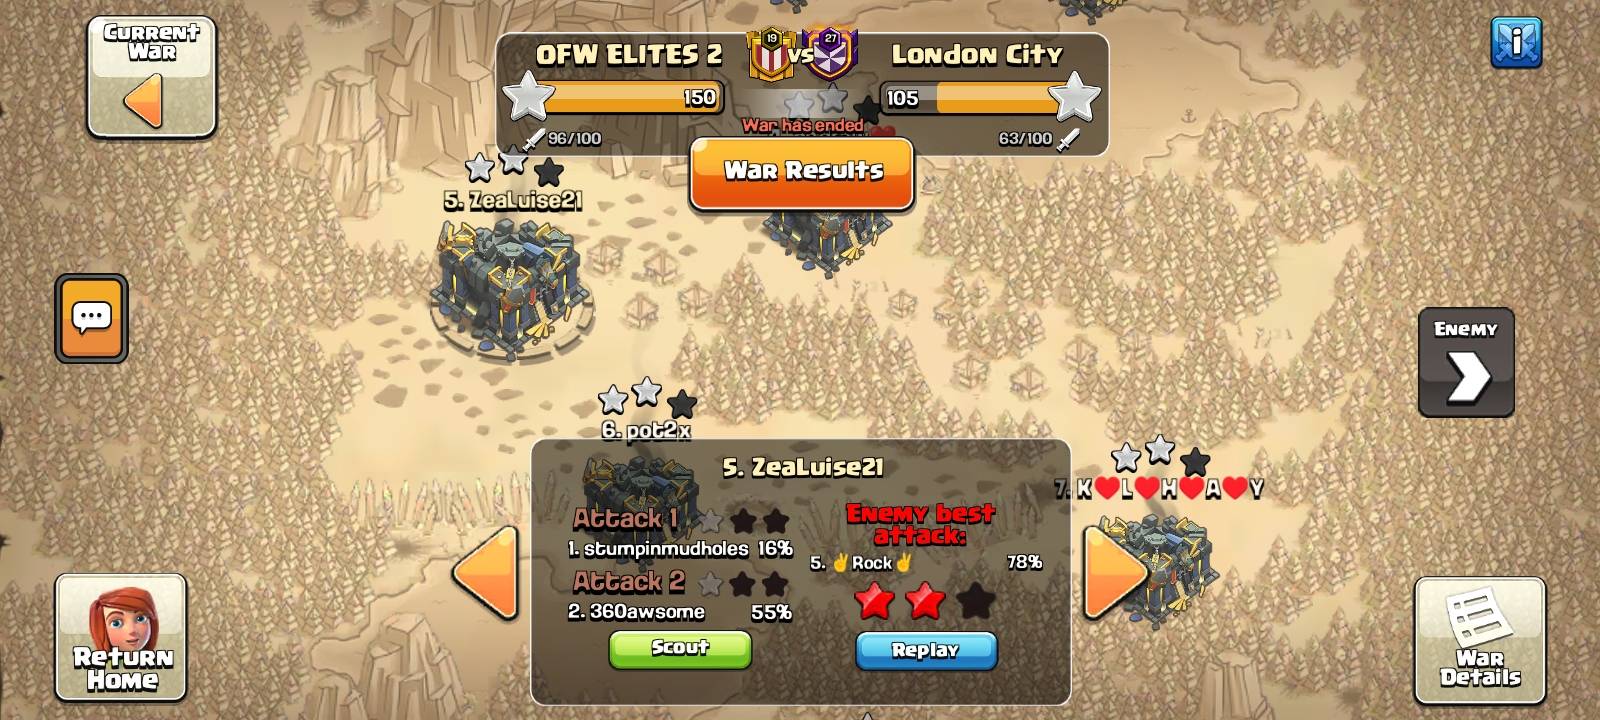 Current
War
OFW ELITES 2
19
vs
27
London City
150
105
War has ended
96/100
63/100
War Results
5. ZeaLuise21
Enemy
6. pot2x
5. ZeaLuise21
7. K❤️L❤️H❤️A❤️Y
Attack 1
1. stumpinmudholes 16%
Attack 2
2. 360awsome 55%
Enemy best
attack:
5. ✌Rock✌ 78%
Scout
Replay
Return
Home
War
Details